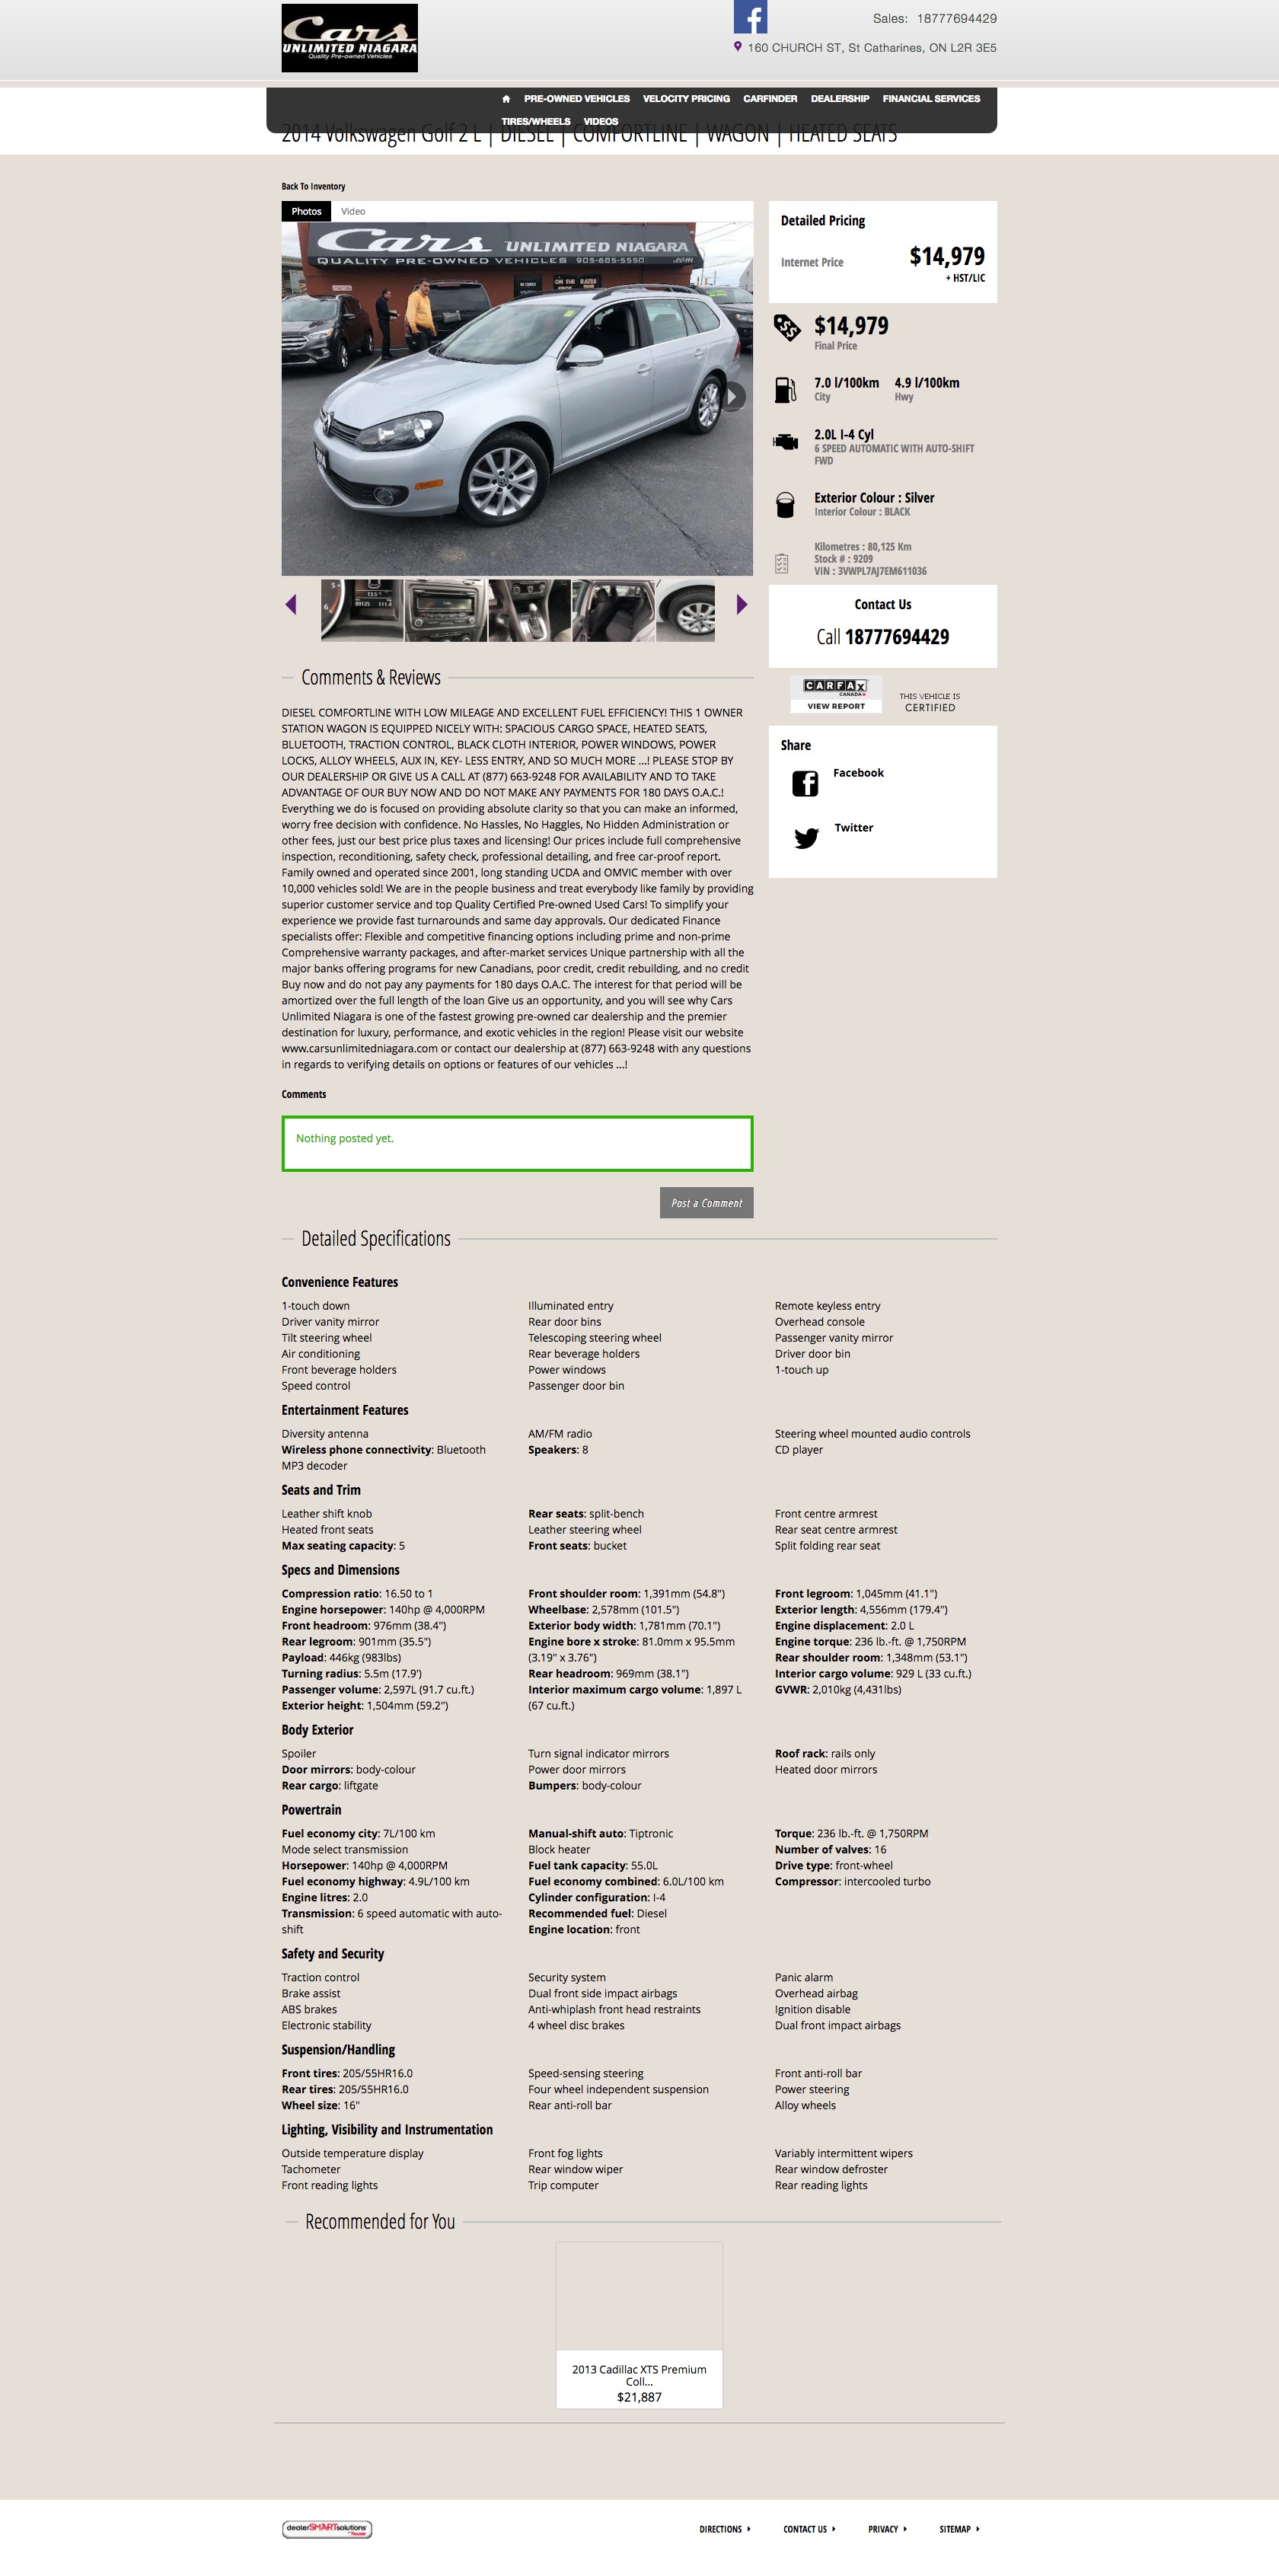 Cars
UNLIMITED NIAGARA
Quality Pre-owned Vehicles
Sales: 18777694429
160 CHURCH ST, St Catharines, ON L2R 3E5
PRE-OWNED VEHICLES VELOCITY PRICING CARFINDER DEALERSHIP FINANCIAL SERVICES
TIRES/WHEELS VIDEOS
2014 Volkswagen Golf 2 L | DIESEL | COMFORTLINE | WAGON | HEATED SEATS
Back To Inventory
Photos Video
Cars UNLIMITED NIAGARA
QUALITY PRE-OWNED VEHICLES 905-685-5550 .com
Detailed Pricing
Internet Price $14,979
+ HST/LIC
$14,979
Final Price
7.0 l/100km 4.9 l/100km
City Hwy
2.0L I-4 Cyl
6 SPEED AUTOMATIC WITH AUTO-SHIFT
FWD
Exterior Colour : Silver
Interior Colour : BLACK
Kilometres : 80,125 Km
Stock # : 9209
VIN : 3VWPL7AJ7EM611036
Contact Us
Call 18777694429
CARFAX
CANADA
VIEW REPORT
THIS VEHICLE IS
CERTIFIED
Share
Facebook
Twitter
Comments & Reviews
DIESEL COMFORTLINE WITH LOW MILEAGE AND EXCELLENT FUEL EFFICIENCY! THIS 1 OWNER
STATION WAGON IS EQUIPPED NICELY WITH: SPACIOUS CARGO SPACE, HEATED SEATS,
BLUETOOTH, TRACTION CONTROL, BLACK CLOTH INTERIOR, POWER WINDOWS, POWER
LOCKS, ALLOY WHEELS, AUX IN, KEY- LESS ENTRY, AND SO MUCH MORE ...! PLEASE STOP BY
OUR DEALERSHIP OR GIVE US A CALL AT (877) 663-9248 FOR AVAILABILITY AND TO TAKE
ADVANTAGE OF OUR BUY NOW AND DO NOT MAKE ANY PAYMENTS FOR 180 DAYS O.A.C.!
Everything we do is focused on providing absolute clarity so that you can make an informed,
worry free decision with confidence. No Hassles, No Haggles, No Hidden Administration or
other fees, just our best price plus taxes and licensing! Our prices include full comprehensive
inspection, reconditioning, safety check, professional detailing, and free car-proof report.
Family owned and operated since 2001, long standing UCDA and OMVIC member with over
10,000 vehicles sold! We are in the people business and treat everybody like family by providing
superior customer service and top Quality Certified Pre-owned Used Cars! To simplify your
experience we provide fast turnarounds and same day approvals. Our dedicated Finance
specialists offer: Flexible and competitive financing options including prime and non-prime
Comprehensive warranty packages, and after-market services Unique partnership with all the
major banks offering programs for new Canadians, poor credit, credit rebuilding, and no credit
Buy now and do not pay any payments for 180 days O.A.C. The interest for that period will be
amortized over the full length of the loan Give us an opportunity, and you will see why Cars
Unlimited Niagara is one of the fastest growing pre-owned car dealership and the premier
destination for luxury, performance, and exotic vehicles in the region! Please visit our website
www.carsunlimitedniagara.com or contact our dealership at (877) 663-9248 with any questions
in regards to verifying details on options or features of our vehicles ...!
Comments
Nothing posted yet.
Post a Comment
Detailed Specifications
Convenience Features
1-touch down Illuminated entry Remote keyless entry
Driver vanity mirror Rear door bins Overhead console
Tilt steering wheel Telescoping steering wheel Passenger vanity mirror
Air conditioning Rear beverage holders Driver door bin
Front beverage holders Power windows 1-touch up
Speed control Passenger door bin
Entertainment Features
Diversity antenna AM/FM radio Steering wheel mounted audio controls
Wireless phone connectivity: Bluetooth Speakers: 8 CD player
MP3 decoder
Seats and Trim
Leather shift knob Rear seats: split-bench Front centre armrest
Heated front seats Leather steering wheel Rear seat centre armrest
Max seating capacity: 5 Front seats: bucket Split folding rear seat
Specs and Dimensions
Compression ratio: 16.50 to 1 Front shoulder room: 1,391mm (54.8") Front legroom: 1,045mm (41.1")
Engine horsepower: 140hp @ 4,000RPM Wheelbase: 2,578mm (101.5") Exterior length: 4,556mm (179.4")
Front headroom: 976mm (38.4") Exterior body width: 1,781mm (70.1") Engine displacement: 2.0 L
Rear legroom: 901mm (35.5") Engine bore x stroke: 81.0mm x 95.5mm Engine torque: 236 lb.-ft. @ 1,750RPM
Payload: 446kg (983lbs) (3.19" x 3.76") Rear shoulder room: 1,348mm (53.1")
Turning radius: 5.5m (17.9') Rear headroom: 969mm (38.1") Interior cargo volume: 929 L (33 cu.ft.)
Passenger volume: 2,597L (91.7 cu.ft.) Interior maximum cargo volume: 1,897 L GVWR: 2,010kg (4,431lbs)
Exterior height: 1,504mm (59.2") (67 cu.ft.)
Body Exterior
Spoiler Turn signal indicator mirrors Roof rack: rails only
Door mirrors: body-colour Power door mirrors Heated door mirrors
Rear cargo: liftgate Bumpers: body-colour
Powertrain
Fuel economy city: 7L/100 km Manual-shift auto: Tiptronic Torque: 236 lb.-ft. @ 1,750RPM
Mode select transmission Block heater Number of valves: 16
Horsepower: 140hp @ 4,000RPM Fuel tank capacity: 55.0L Drive type: front-wheel
Fuel economy highway: 4.9L/100 km Fuel economy combined: 6.0L/100 km Compressor: intercooled turbo
Engine litres: 2.0 Cylinder configuration: I-4
Transmission: 6 speed automatic with auto- Recommended fuel: Diesel
shift Engine location: front
Safety and Security
Traction control Security system Panic alarm
Brake assist Dual front side impact airbags Overhead airbag
ABS brakes Anti-whiplash front head restraints Ignition disable
Electronic stability 4 wheel disc brakes Dual front impact airbags
Suspension/Handling
Front tires: 205/55HR16.0 Speed-sensing steering Front anti-roll bar
Rear tires: 205/55HR16.0 Four wheel independent suspension Power steering
Wheel size: 16" Rear anti-roll bar Alloy wheels
Lighting, Visibility and Instrumentation
Outside temperature display Front fog lights Variably intermittent wipers
Tachometer Rear window wiper Rear window defroster
Front reading lights Trip computer Rear reading lights
Recommended for You
2013 Cadillac XTS Premium
Coll...
$21,887
dealerSMARTsolutions
DIRECTIONS CONTACT US PRIVACY SITEMAP